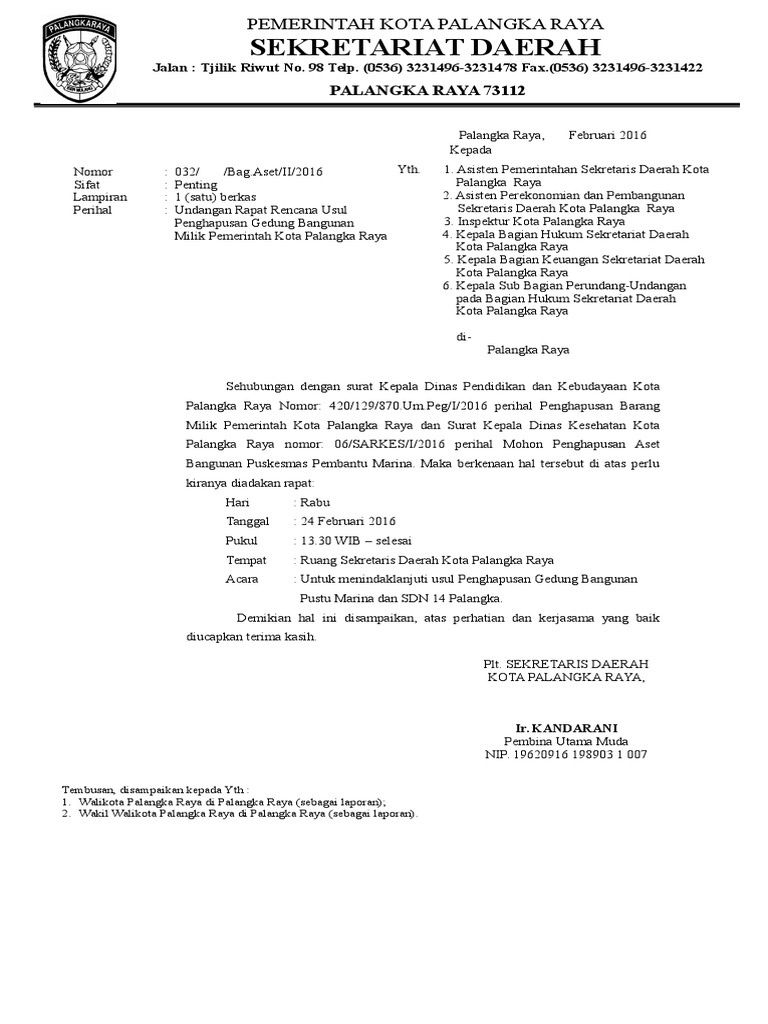 PEMERINTAH KOTA PALANGKA RAYA
PALANGKARAYA
SEKRETARIAT DAERAH
Jalan : Tjilik Riwut No. 98 Telp. (0536) 3231496-3231478 Fax.(0536) 3231496-3231422
PALANGKA RAYA 73112
Palangka Raya, Februari 2016
Kepada
Nomor : 032/ /Bag.Aset/II/2016
Sifat : Penting
Lampiran : 1 (satu) berkas
Perihal : Undangan Rapat Rencana Usul
Penghapusan Gedung Bangunan
Milik Pemerintah Kota Palangka Raya
Yth. 1. Asisten Pemerintahan Sekretaris Daerah Kota
Palangka Raya
2. Asisten Perekonomian dan Pembangunan
Sekretaris Daerah Kota Palangka Raya
3. Inspektur Kota Palangka Raya
4. Kepala Bagian Hukum Sekretariat Daerah
Kota Palangka Raya
5. Kepala Bagian Keuangan Sekretariat Daerah
Kota Palangka Raya
6. Kepala Sub Bagian Perundang-Undangan
pada Bagian Hukum Sekretariat Daerah
Kota Palangka Raya
di-
Palangka Raya
Sehubungan dengan surat Kepala Dinas Pendidikan dan Kebudayaan Kota
Palangka Raya Nomor: 420/129/870.Um.Peg/I/2016 perihal Penghapusan Barang
Milik Pemerintah Kota Palangka Raya dan Surat Kepala Dinas Kesehatan Kota
Palangka Raya nomor: 06/SARKES/I/2016 perihal Mohon Penghapusan Aset
Bangunan Puskesmas Pembantu Marina. Maka berkenaan hal tersebut di atas perlu
kiranya diadakan rapat:
Hari : Rabu
Tanggal : 24 Februari 2016
Pukul : 13.30 WIB – selesai
Tempat : Ruang Sekretaris Daerah Kota Palangka Raya
Acara : Untuk menindaklanjuti usul Penghapusan Gedung Bangunan
Pustu Marina dan SDN 14 Palangka.
Demikian hal ini disampaikan, atas perhatian dan kerjasama yang baik
diucapkan terima kasih.
Plt. SEKRETARIS DAERAH
KOTA PALANGKA RAYA,
Ir. KANDARANI
Pembina Utama Muda
NIP. 19620916 198903 1 007
Tembusan, disampaikan kepada Yth :
1. Walikota Palangka Raya di Palangka Raya (sebagai laporan);
2. Wakil Walikota Palangka Raya di Palangka Raya (sebagai laporan).